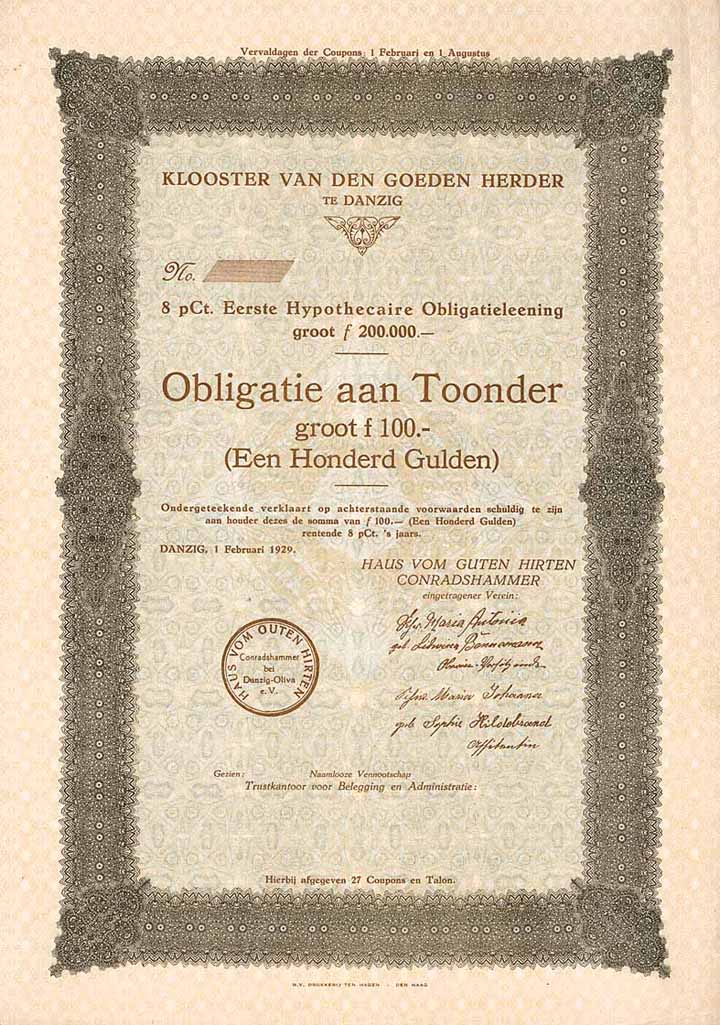 Vervaldagen der Coupons: 1 Februari en 1 Augustus
KLOOSTER VAN DEN GOEDEN HERDER
TE DANZIG
No.
8 pCt. Eerste Hypothecaire Obligatieleening
groot f 200.000.—
Obligatie aan Toonder
groot f 100.-
(Een Honderd Gulden)
Ondergeteekende verklaart op achterstaande voorwaarden schuldig te zijn
aan houder dezes de somma van f 100.— (Een Honderd Gulden)
rentende 8 pCt. 's jaars.
DANZIG, 1 Februari 1929.
HAUS VOM GUTEN HIRTEN
CONRADSHAMMER
eingetragener Verein:
Maria Antonia
geb.
Schw. Maria Johanna
geb. Sophie Hildebrand
Assistentin
HAUS VOM GUTEN HIRTEN
Conradshammer
bei
Danzig-Oliva
e.V.
Gezien: Naamlooze Vennootschap
Trustkantoor voor Belegging en Administratie:
Hierbij afgegeven 27 Coupons en Talon.
N.V. DRUKKERIJ TEN HAGEN - DEN HAAG